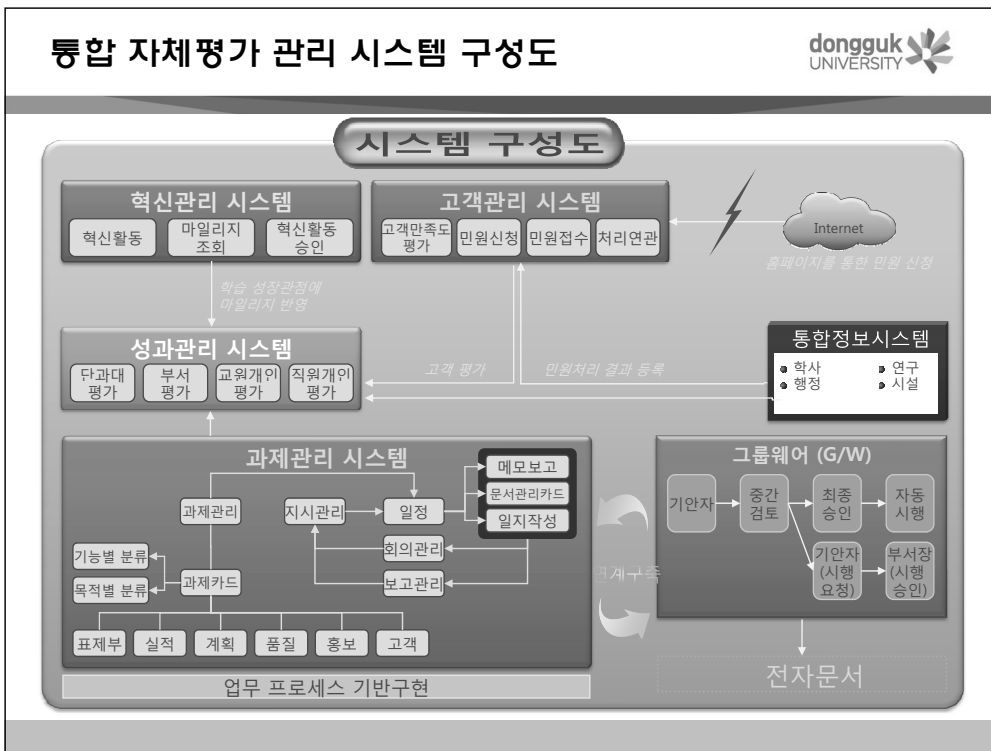 통합 자체평가 관리 시스템 구성도
dongguk
UNIVERSITY
시스템 구성도
혁신관리 시스템
혁신활동
마일리지
조회
혁신활동
승인
고객관리 시스템
고객만족도
평가
민원신청
민원접수
처리연관
Internet
홈페이지를 통한 민원 신청
학습 성장관점에
마일리지 반영
성과관리 시스템
단과대
평가
부서
평가
교원개인
평가
직원개인
평가
고객 평가
민원처리 결과 등록
통합정보시스템
학사
행정
연구
시설
과제관리 시스템
과제관리
지시관리
일정
메모보고
문서관리카드
일지작성
회의관리
보고관리
기능별 분류
목적별 분류
과제카드
표제부
실적
계획
품질
홍보
고객
업무 프로세스 기반구현
연계구축
그룹웨어 (G/W)
기안자
중간
검토
최종
승인
자동
시행
기안자
(시행
요청)
부서장
(시행
승인)
전자문서